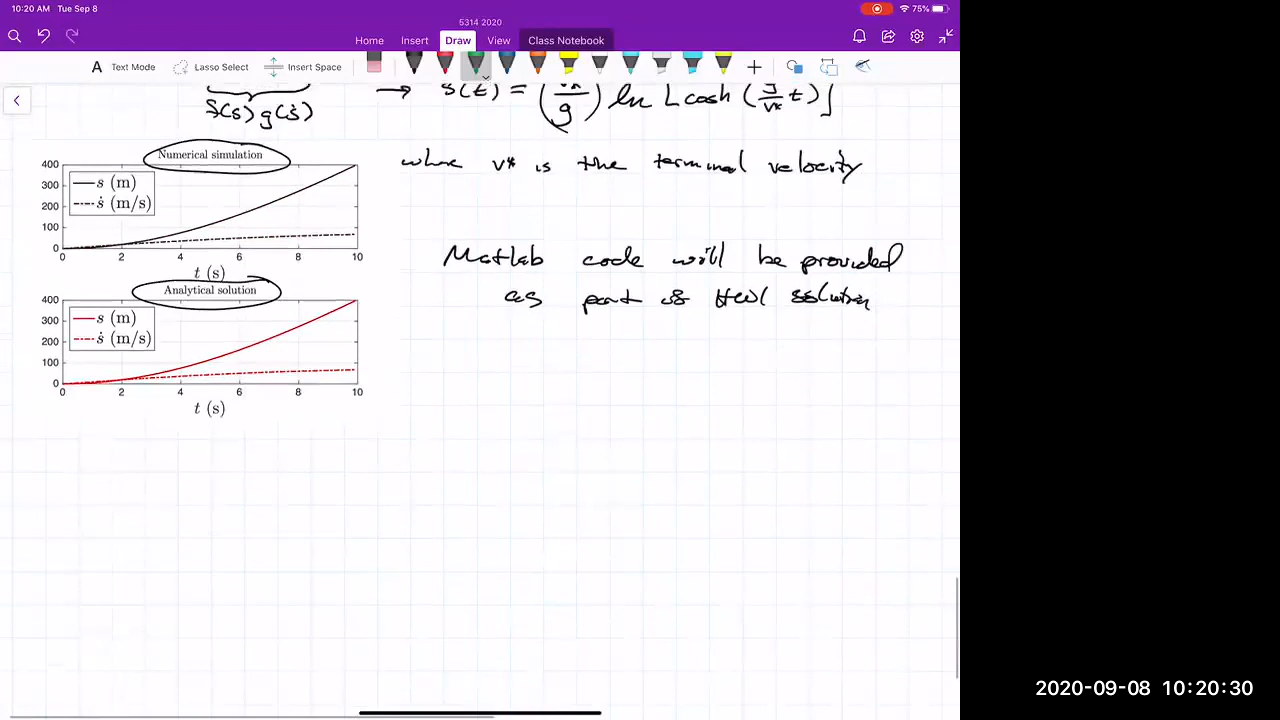 10:20 AM Tue Sep 8
75%
5314 2020
Home Insert Draw View Class Notebook
A Text Mode Lasso Select Insert Space
→ s(t) = ( / g) ln [cosh (g/v* t)]
f(s) g(ṡ)
where v* is the terminal velocity
Numerical simulation
400
300
200
100
0
s (m)
ṡ (m/s)
0 2 4 6 8 10
t (s)
Matlab code will be provided
as part of HW solution
Analytical solution
400
300
200
100
0
s (m)
ṡ (m/s)
0 2 4 6 8 10
t (s)
2020-09-08 10:20:30